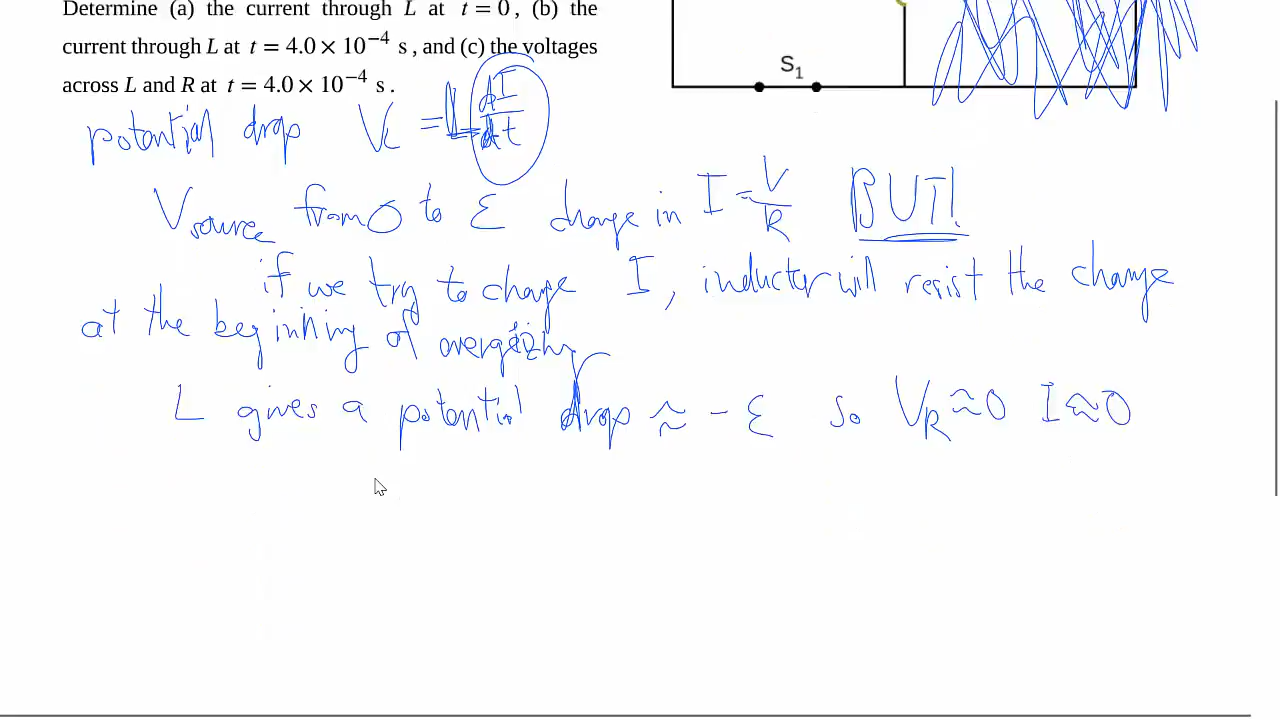 Determine (a) the current through L at t = 0, (b) the
current through L at t = 4.0 × 10⁻⁴ s, and (c) the voltages
across L and R at t = 4.0 × 10⁻⁴ s.
S₁
potential drop V_L = L dI/dt
V_source from 0 to ε change in I = V/R BUT!
if we try to change I, inductor will resist the change
at the beginning of
L gives a potential drop ≈ -ε so V_R ≈ 0 I ≈ 0